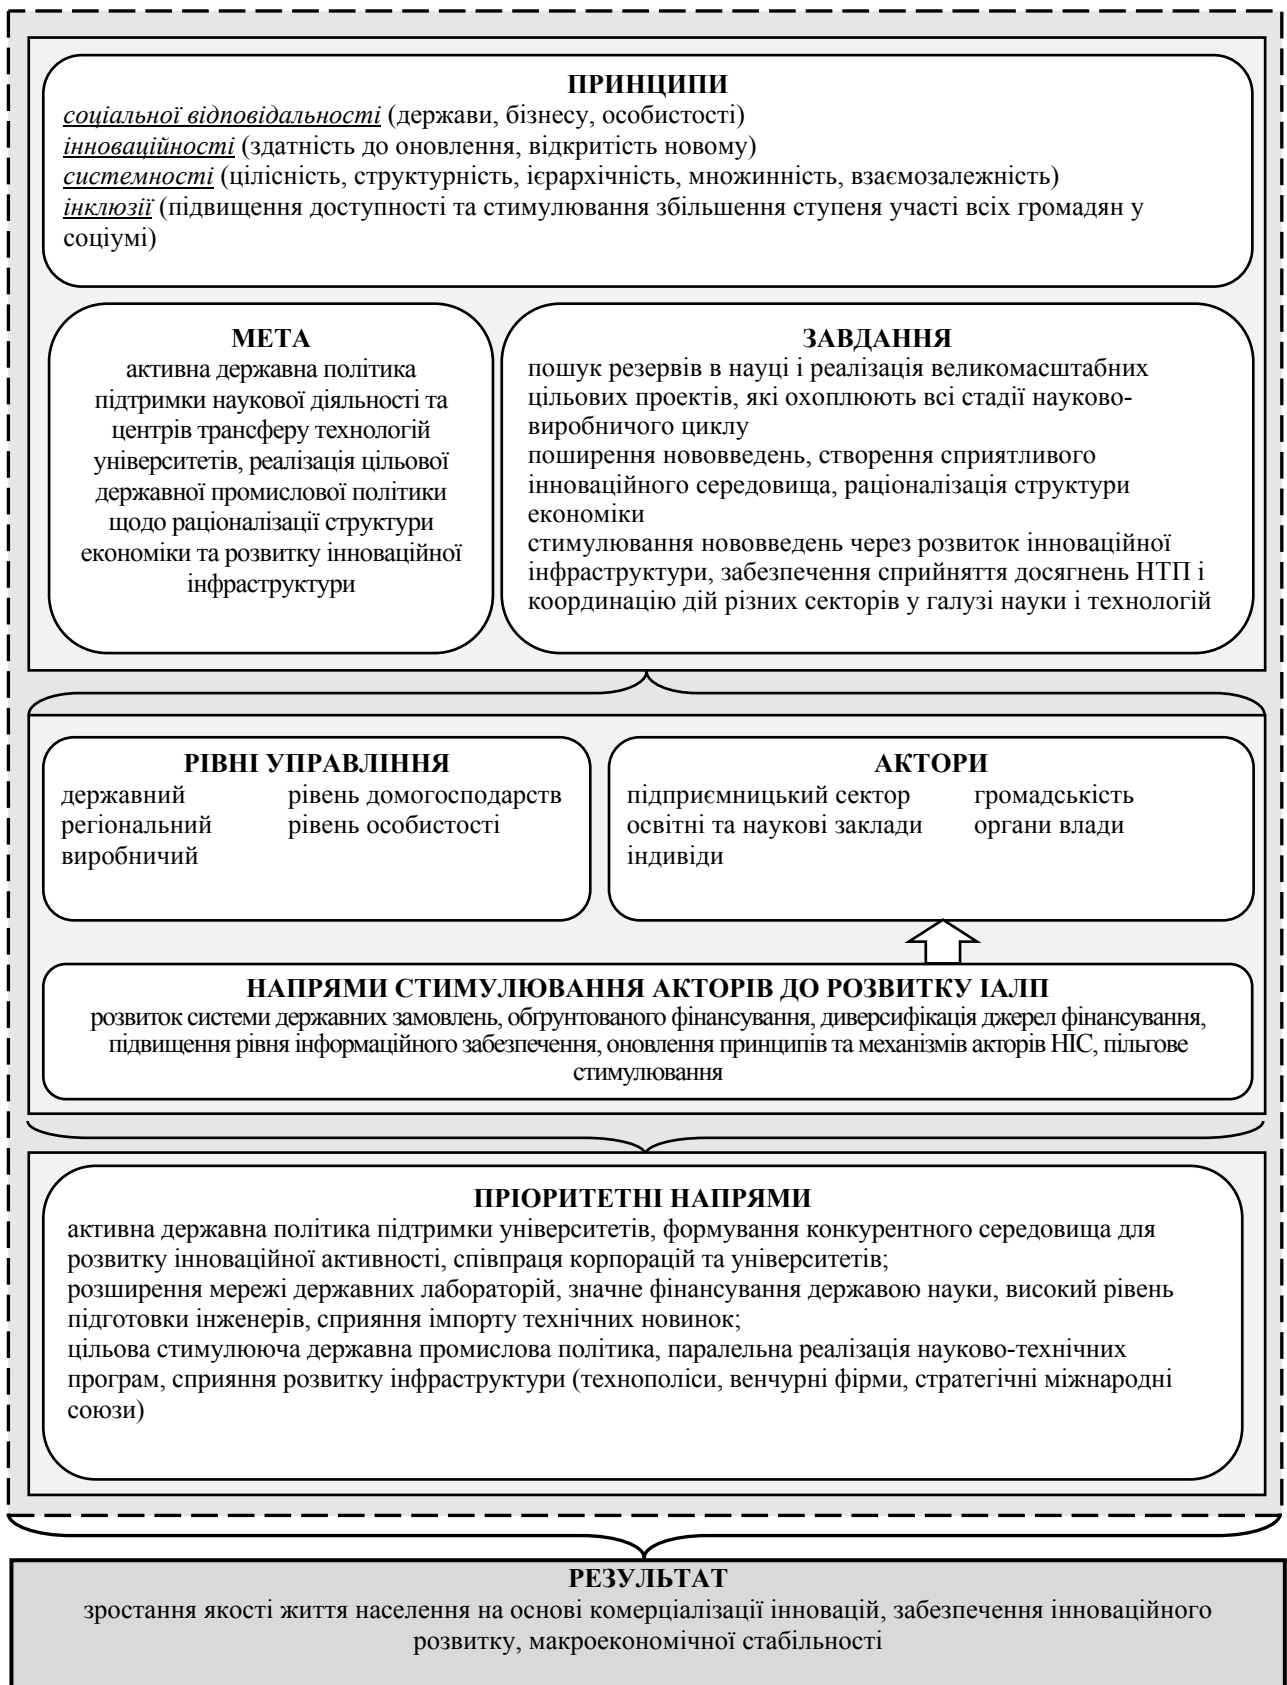 ПРИНЦИПИ
соціальної відповідальності (держави, бізнесу, особистості)
інноваційності (здатність до оновлення, відкритість новому)
системності (цілісність, структурність, ієрархічність, множинність, взаємозалежність)
інклюзії (підвищення доступності та стимулювання збільшення ступеня участі всіх громадян у
соціумі)
МЕТА
активна державна політика
підтримки наукової діяльності та
центрів трансферу технологій
університетів, реалізація цільової
державної промислової політики
щодо раціоналізації структури
економіки та розвитку інноваційної
інфраструктури
ЗАВДАННЯ
пошук резервів в науці і реалізація великомасштабних
цільових проектів, які охоплюють всі стадії науково-
виробничого циклу
поширення нововведень, створення сприятливого
інноваційного середовища, раціоналізація структури
економіки
стимулювання нововведень через розвиток інноваційної
інфраструктури, забезпечення сприйняття досягнень НТП і
координацію дій різних секторів у галузі науки і технологій
РІВНІ УПРАВЛІННЯ
державний
регіональний
виробничий
рівень домогосподарств
рівень особистості
АКТОРИ
підприємницький сектор
освітні та наукові заклади
індивіди
громадськість
органи влади
НАПРЯМИ СТИМУЛЮВАННЯ АКТОРІВ ДО РОЗВИТКУ ІАЛП
розвиток системи державних замовлень, обґрунтованого фінансування, диверсифікація джерел фінансування,
підвищення рівня інформаційного забезпечення, оновлення принципів та механізмів акторів НІС, пільгове
стимулювання
ПРІОРИТЕТНІ НАПРЯМИ
активна державна політика підтримки університетів, формування конкурентного середовища для
розвитку інноваційної активності, співпраця корпорацій та університетів;
розширення мережі державних лабораторій, значне фінансування державою науки, високий рівень
підготовки інженерів, сприяння імпорту технічних новинок;
цільова стимулююча державна промислова політика, паралельна реалізація науково-технічних
програм, сприяння розвитку інфраструктури (технополіси, венчурні фірми, стратегічні міжнародні
союзи)
РЕЗУЛЬТАТ
зростання якості життя населення на основі комерціалізації інновацій, забезпечення інноваційного
розвитку, макроекономічної стабільності